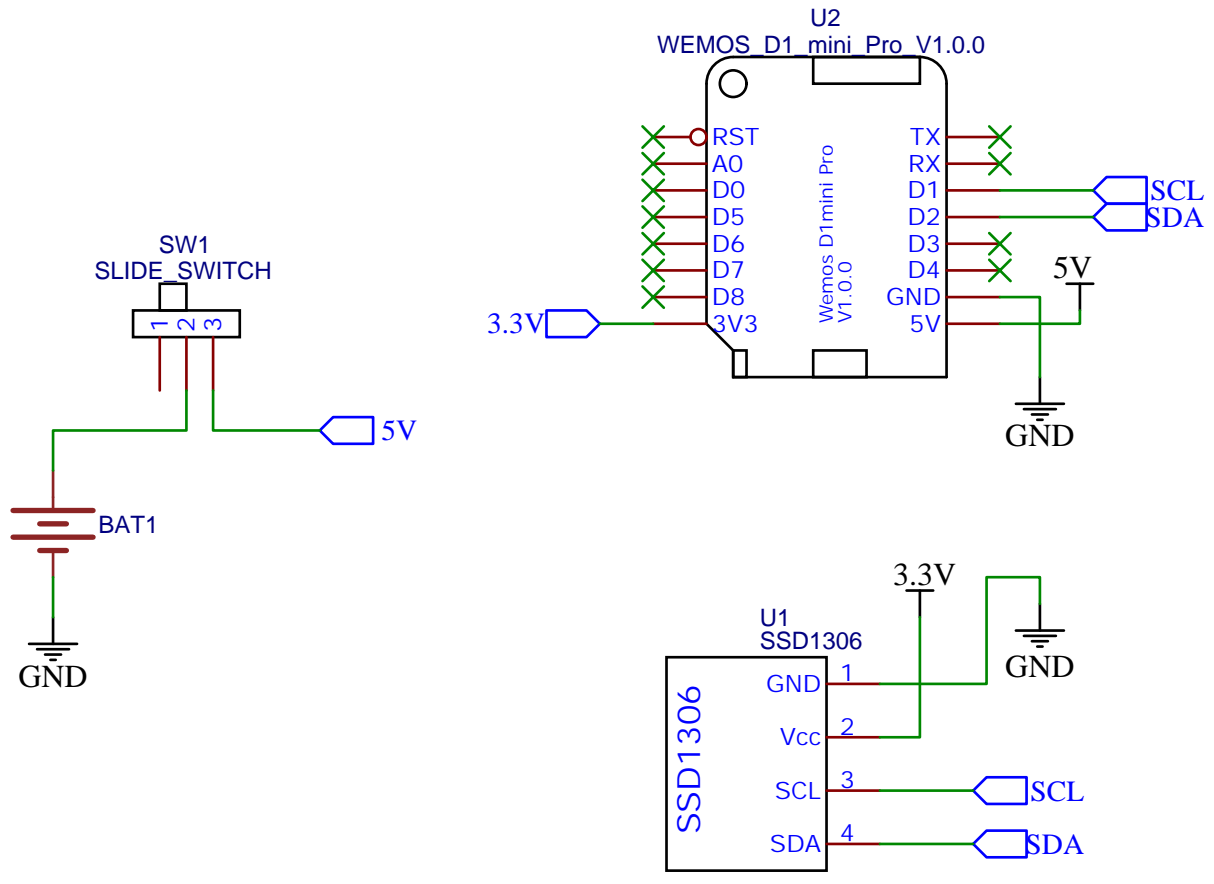 U2
WEMOS_D1_mini_Pro_V1.0.0
RST
A0
D0
D5
D6
D7
D8
3V3
3.3V
Wemos D1mini Pro
V1.0.0
TX
RX
D1
D2
D3
D4
GND
5V
SCL
SDA
5V
GND
SW1
SLIDE_SWITCH
1 2 3
5V
BAT1
GND
3.3V
GND
U1
SSD1306
SSD1306
GND 1
Vcc 2
SCL 3
SDA 4
SCL
SDA